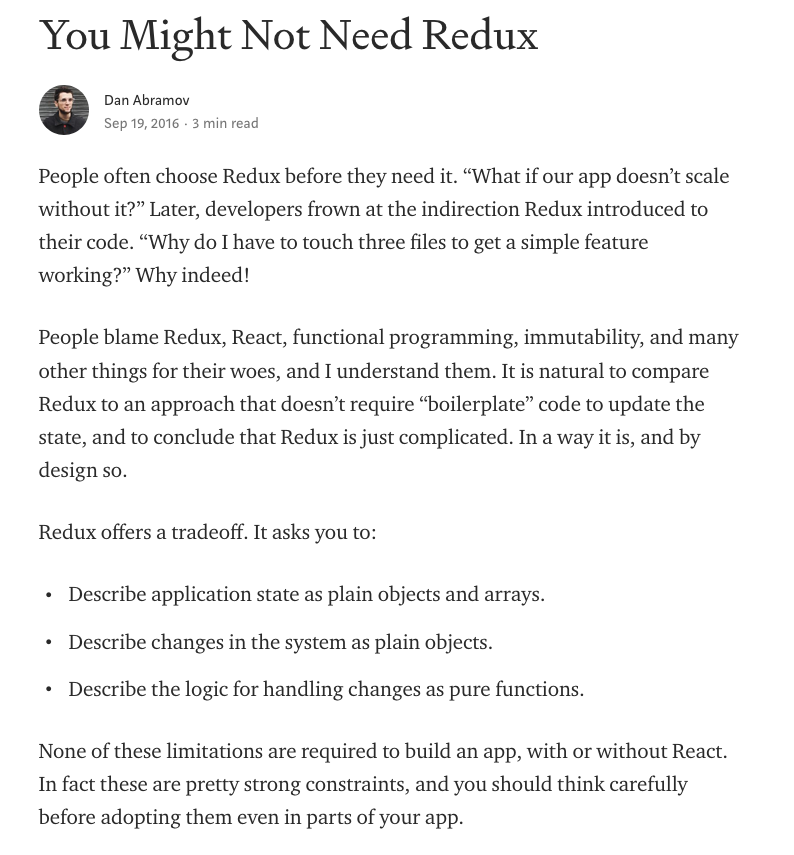 You Might Not Need Redux
Dan Abramov
Sep 19, 2016 · 3 min read
People often choose Redux before they need it. “What if our app doesn’t scale
without it?” Later, developers frown at the indirection Redux introduced to
their code. “Why do I have to touch three files to get a simple feature
working?” Why indeed!
People blame Redux, React, functional programming, immutability, and many
other things for their woes, and I understand them. It is natural to compare
Redux to an approach that doesn’t require “boilerplate” code to update the
state, and to conclude that Redux is just complicated. In a way it is, and by
design so.
Redux offers a tradeoff. It asks you to:
• Describe application state as plain objects and arrays.
• Describe changes in the system as plain objects.
• Describe the logic for handling changes as pure functions.
None of these limitations are required to build an app, with or without React.
In fact these are pretty strong constraints, and you should think carefully
before adopting them even in parts of your app.